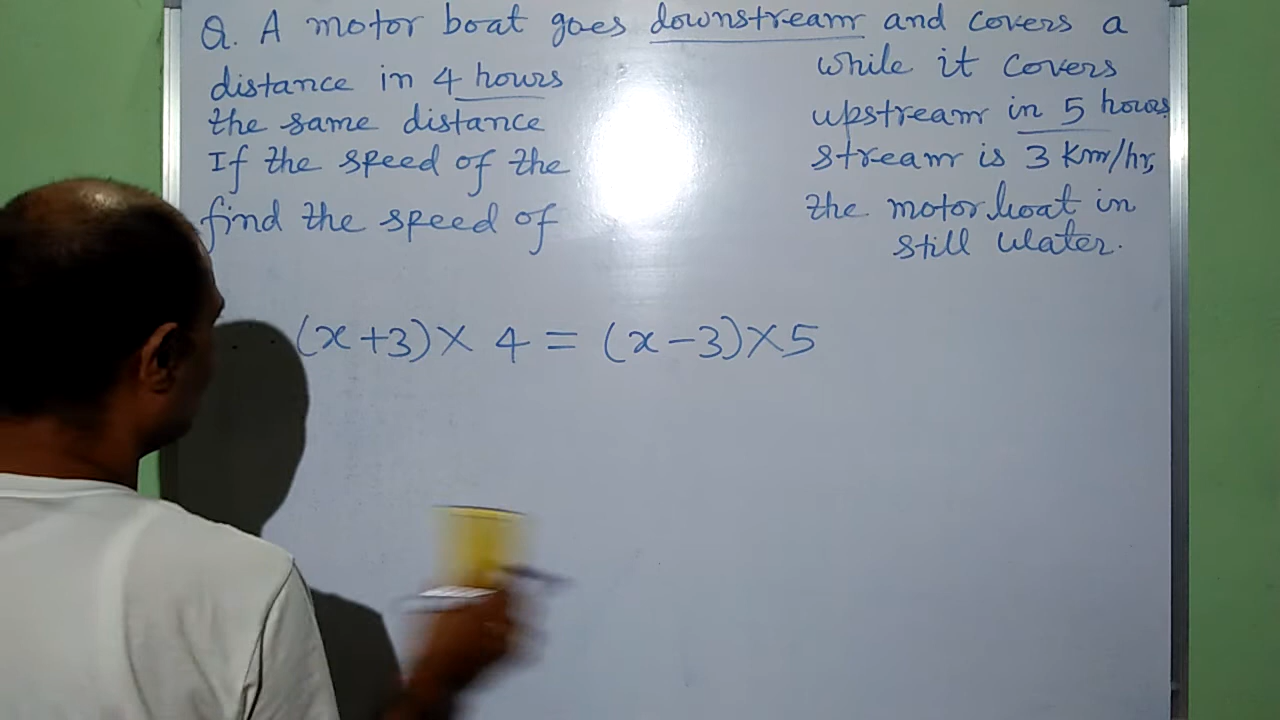 Q. A motor boat goes downstream and covers a
distance in 4 hours while it covers
the same distance upstream in 5 hours.
If the speed of the stream is 3 Km/hr,
find the speed of the motorboat in
still water.
(x+3)× 4 = (x-3)×5